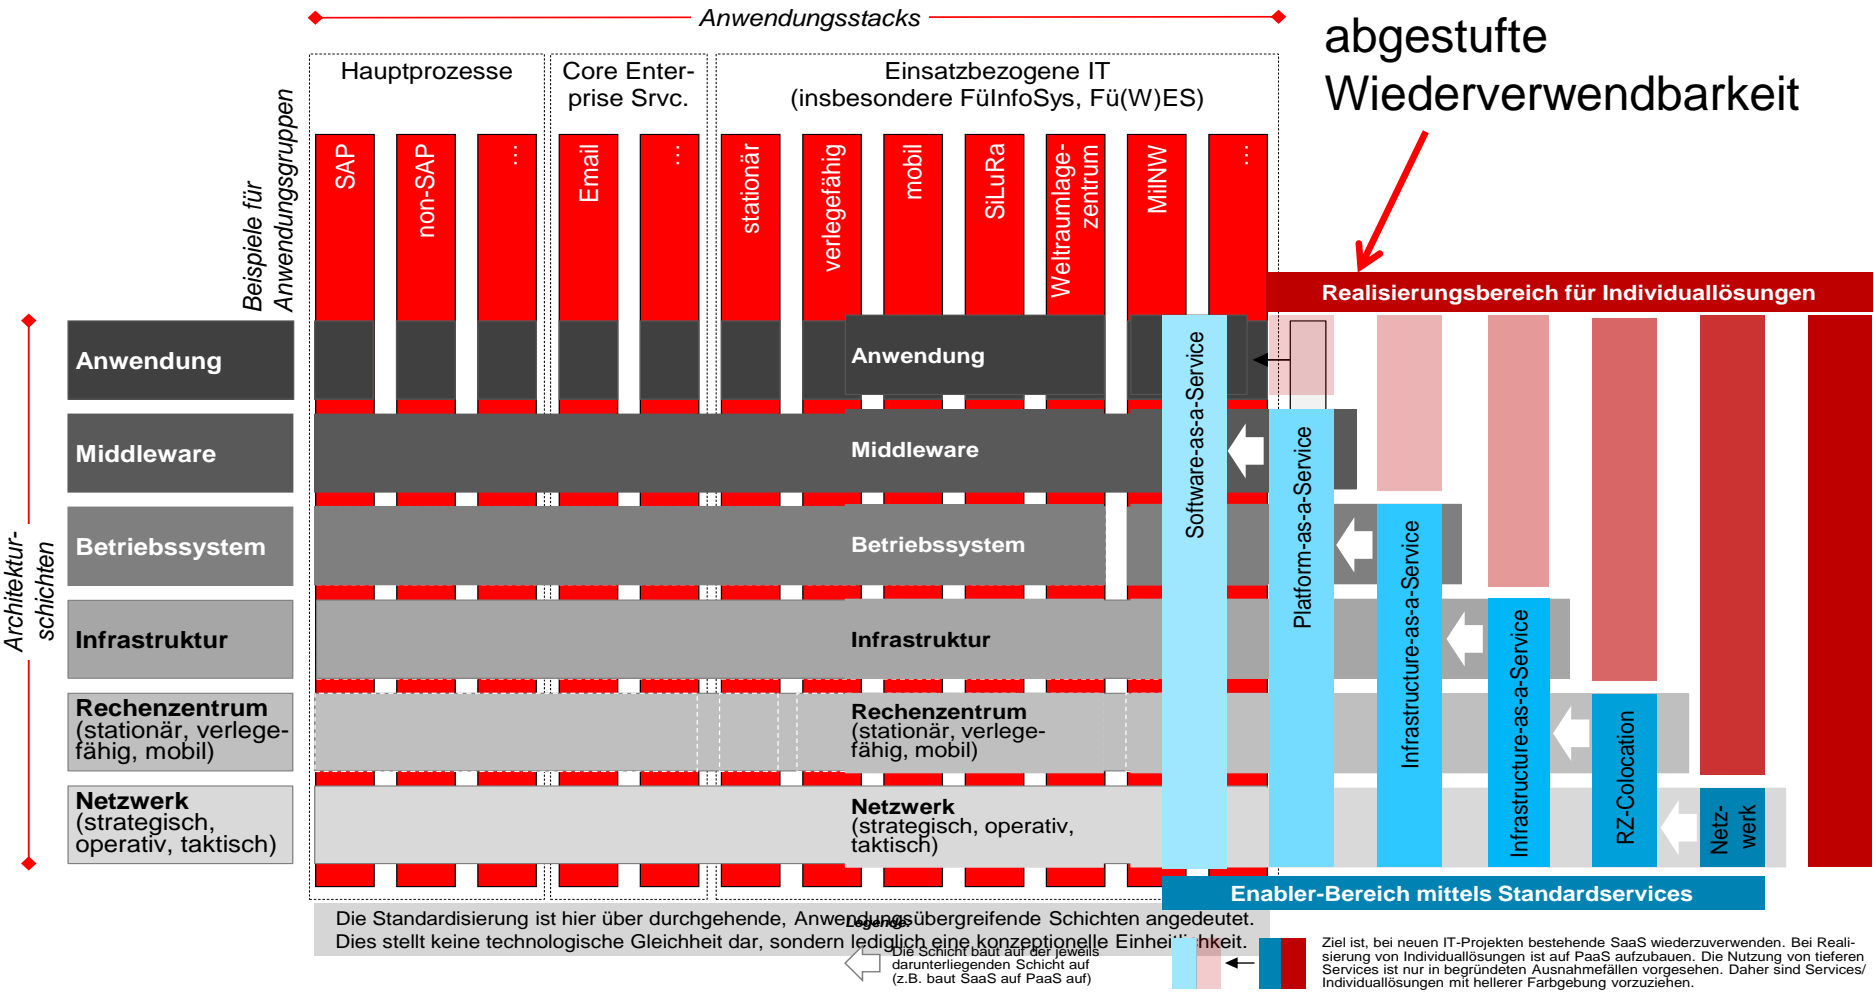 Anwendungsstacks
abgestufte
Wiederverwendbarkeit
Hauptprozesse
Core Enter-
prise Srvc.
Einsatzbezogene IT
(insbesondere FüInfoSys, Fü(W)ES)
Beispiele für
Anwendungsgruppen
SAP
non-SAP
...
Email
...
stationär
verlegefähig
mobil
SiLuRa
Weltraumlage-
zentrum
MilNW
...
Realisierungsbereich für Individuallösungen
Architektur-
schichten
Anwendung
Middleware
Betriebssystem
Infrastruktur
Rechenzentrum
(stationär, verlege-
fähig, mobil)
Netzwerk
(strategisch,
operativ, taktisch)
Anwendung
Middleware
Betriebssystem
Infrastruktur
Rechenzentrum
(stationär, verlege-
fähig, mobil)
Netzwerk
(strategisch, operativ,
taktisch)
Software-as-a-Service
Platform-as-a-Service
Infrastructure-as-a-Service
Infrastructure-as-a-Service
RZ-Colocation
Netz-
werk
Enabler-Bereich mittels Standardservices
Die Standardisierung ist hier über durchgehende, Anwendungsübergreifende Schichten angedeutet.
Dies stellt keine technologische Gleichheit dar, sondern lediglich eine konzeptionelle Einheitlichkeit.
Legende:
Die Schicht baut auf der jeweils
darunterliegenden Schicht auf
(z.B. baut SaaS auf PaaS auf)
Ziel ist, bei neuen IT-Projekten bestehende SaaS wiederzuverwenden. Bei Reali-
sierung von Individuallösungen ist auf PaaS aufzubauen. Die Nutzung von tieferen
Services ist nur in begründeten Ausnahmefällen vorgesehen. Daher sind Services/
Individuallösungen mit hellerer Farbgebung vorzuziehen.